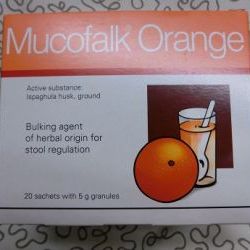 Mucofalk Orange
Active substance:
Ispaghula husk, ground
Bulking agent
of herbal origin for
stool regulation
20 sachets with 5 g granules